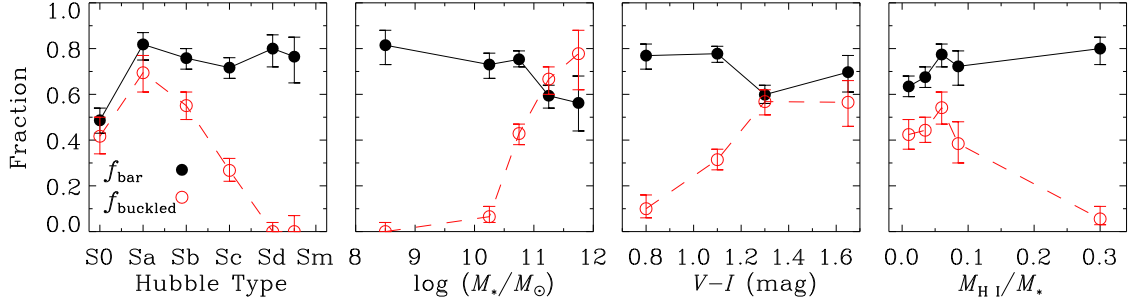 1.0
0.8
0.6
0.4
0.2
0.0
Fraction
f_bar
f_buckled
S0 Sa Sb Sc Sd Sm
Hubble Type
8 9 10 11 12
log (M_*/M_⊙)
0.8 1.0 1.2 1.4 1.6
V−I (mag)
0.0 0.1 0.2 0.3
M_H I/M_*